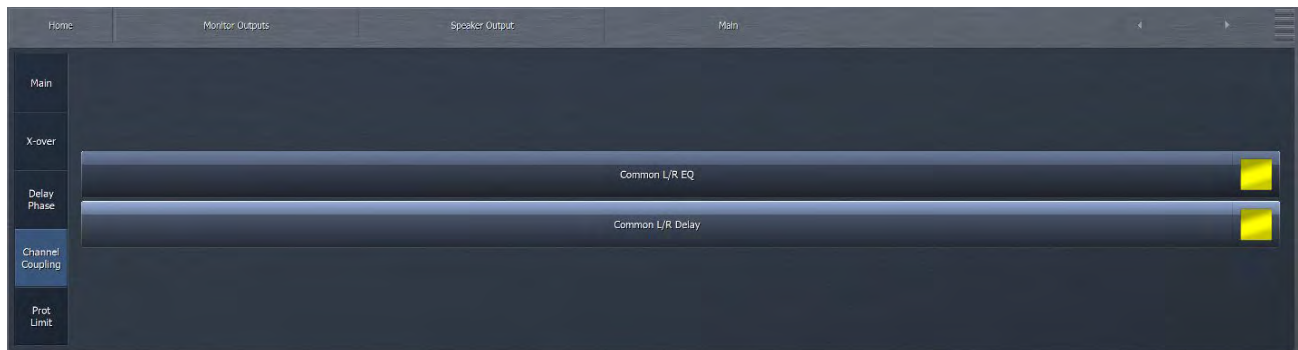 Home
Monitor Outputs
Speaker Output
Main
Main
X-over
Delay
Phase
Channel
Coupling
Prot
Limit
Common L/R EQ
Common L/R Delay